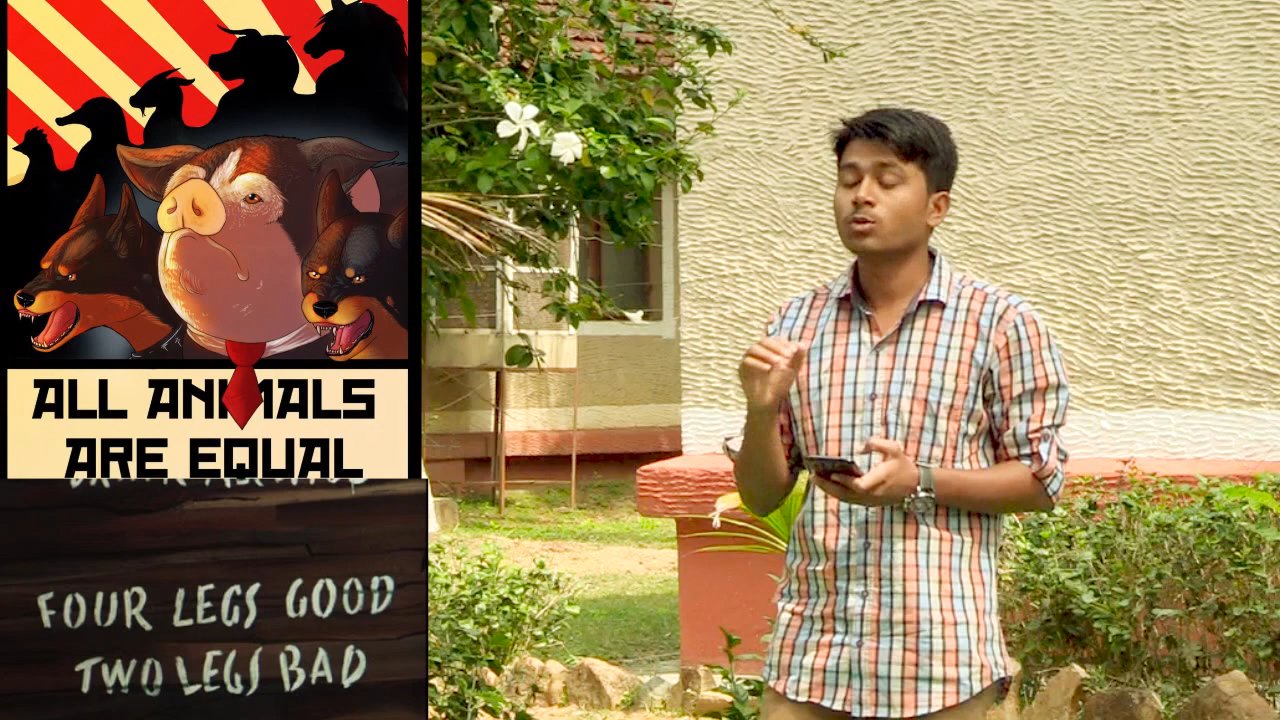 ALL ANIMALS
ARE EQUAL
FOUR LEGS GOOD
TWO LEGS BAD